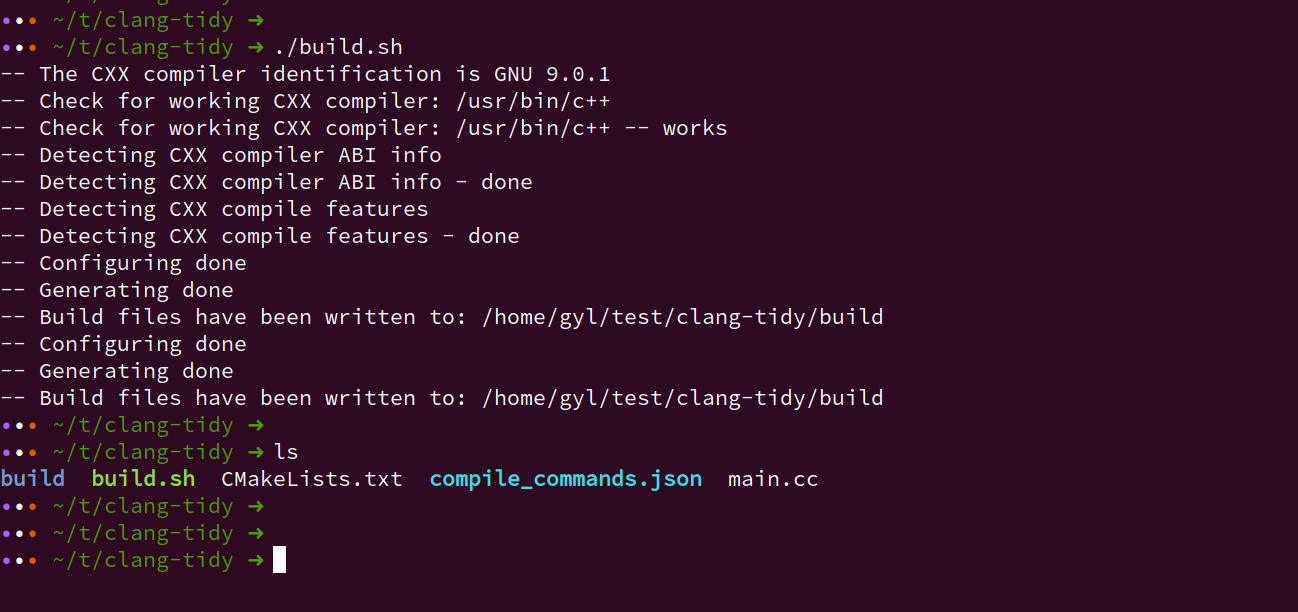 ••• ~/t/clang-tidy ➜
••• ~/t/clang-tidy ➜ ./build.sh
-- The CXX compiler identification is GNU 9.0.1
-- Check for working CXX compiler: /usr/bin/c++
-- Check for working CXX compiler: /usr/bin/c++ -- works
-- Detecting CXX compiler ABI info
-- Detecting CXX compiler ABI info - done
-- Detecting CXX compile features
-- Detecting CXX compile features - done
-- Configuring done
-- Generating done
-- Build files have been written to: /home/gyl/test/clang-tidy/build
-- Configuring done
-- Generating done
-- Build files have been written to: /home/gyl/test/clang-tidy/build
••• ~/t/clang-tidy ➜
••• ~/t/clang-tidy ➜ ls
build  build.sh  CMakeLists.txt  compile_commands.json  main.cc
••• ~/t/clang-tidy ➜
••• ~/t/clang-tidy ➜
••• ~/t/clang-tidy ➜